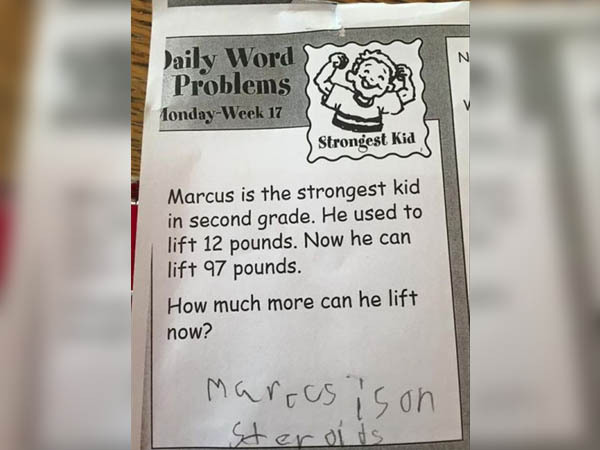 Daily Word
Problems
Monday-Week 17
Strongest Kid
Marcus is the strongest kid
in second grade. He used to
lift 12 pounds. Now he can
lift 97 pounds.
How much more can he lift
now?
Marcus is on
steroids